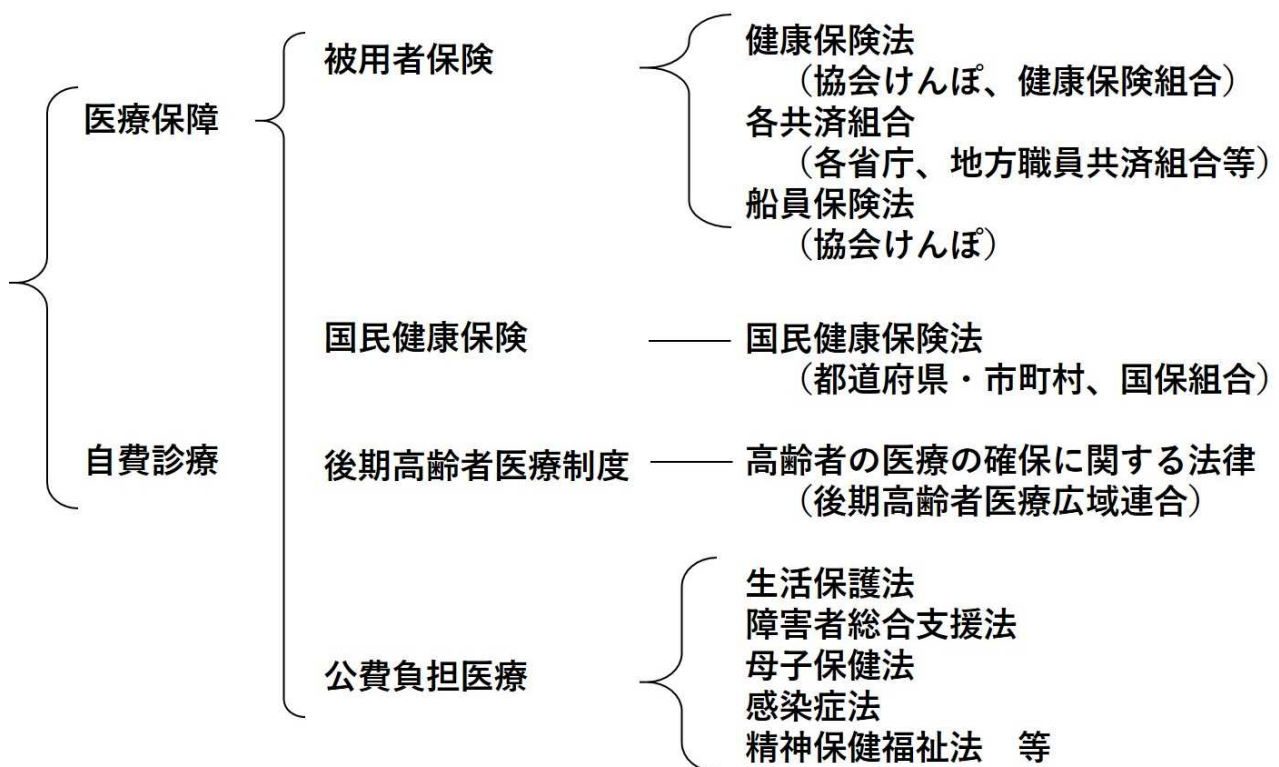 医療保障
自費診療
被用者保険
健康保険法
（協会けんぽ、健康保険組合）
各共済組合
（各省庁、地方職員共済組合等）
船員保険法
（協会けんぽ）
国民健康保険
国民健康保険法
（都道府県・市町村、国保組合）
後期高齢者医療制度
高齢者の医療の確保に関する法律
（後期高齢者医療広域連合）
公費負担医療
生活保護法
障害者総合支援法
母子保健法
感染症法
精神保健福祉法　等